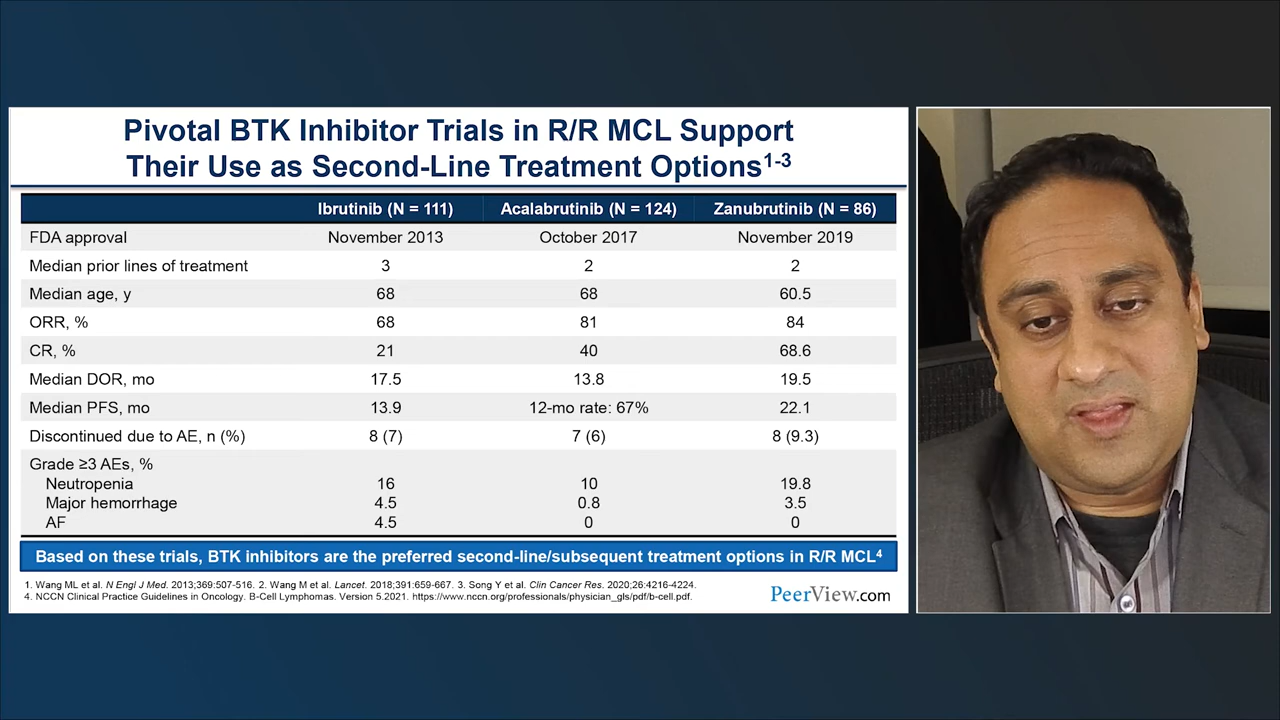 Pivotal BTK Inhibitor Trials in R/R MCL Support
Their Use as Second-Line Treatment Options1-3
Ibrutinib (N = 111) Acalabrutinib (N = 124) Zanubrutinib (N = 86)
FDA approval November 2013 October 2017 November 2019
Median prior lines of treatment 3 2 2
Median age, y 68 68 60.5
ORR, % 68 81 84
CR, % 21 40 68.6
Median DOR, mo 17.5 13.8 19.5
Median PFS, mo 13.9 12-mo rate: 67% 22.1
Discontinued due to AE, n (%) 8 (7) 7 (6) 8 (9.3)
Grade ≥3 AEs, %
Neutropenia 16 10 19.8
Major hemorrhage 4.5 0.8 3.5
AF 4.5 0 0
Based on these trials, BTK inhibitors are the preferred second-line/subsequent treatment options in R/R MCL4
1. Wang ML et al. N Engl J Med. 2013;369:507-516. 2. Wang M et al. Lancet. 2018;391:659-667. 3. Song Y et al. Clin Cancer Res. 2020;26:4216-4224.
4. NCCN Clinical Practice Guidelines in Oncology. B-Cell Lymphomas. Version 5.2021. https://www.nccn.org/professionals/physician_gls/pdf/b-cell.pdf.
PeerView.com